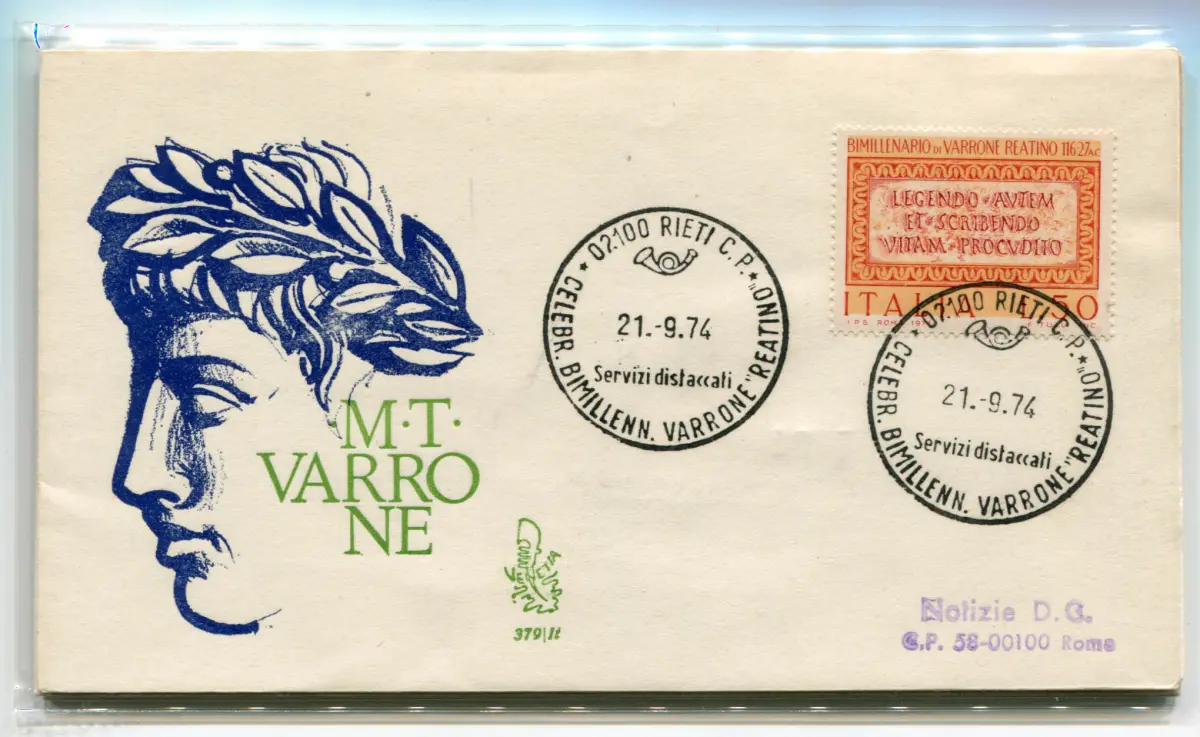 BIMILLENARIO DI VARRONE REATINO 116 27 A.C
LEGENDO · AVTEM
ET · SCRIBENDO
VITAM · PROCVDITO
ITALIA 50
I.P.S. ROMA
02100 RIETI C.P.
21.-9.74
Servizi distaccati
CELEBR. BIMILLENN. VARRONE "REATINO"
02100 RIETI C.P.
21.-9.74
Servizi distaccati
CELEBR. BIMILLENN. VARRONE "REATINO"
M·T·
VARRO
NE
379|It
Notizie D.G.
C.P. 58-00100 Roma